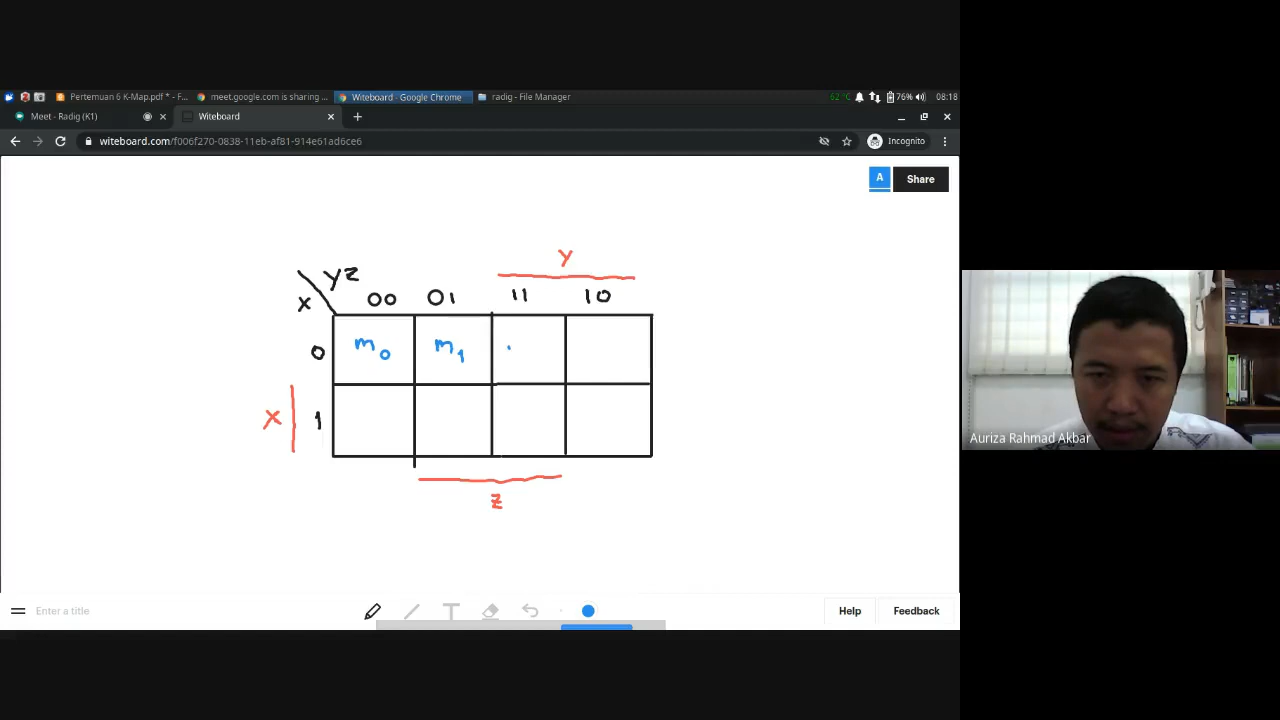 Pertemuan 6 K-Map.pdf * - F...
meet.google.com is sharing ...
Witeboard - Google Chrome
radig - File Manager
62 °C
76%
08:18
Meet - Radig (K1)
Witeboard
witeboard.com/f006f270-0838-11eb-af81-914e61ad6ce6
Incognito
A
Share
y
yz
x
00 01 11 10
0 m0 m1
x 1
z
Auriza Rahmad Akbar
Enter a title
T
Help
Feedback